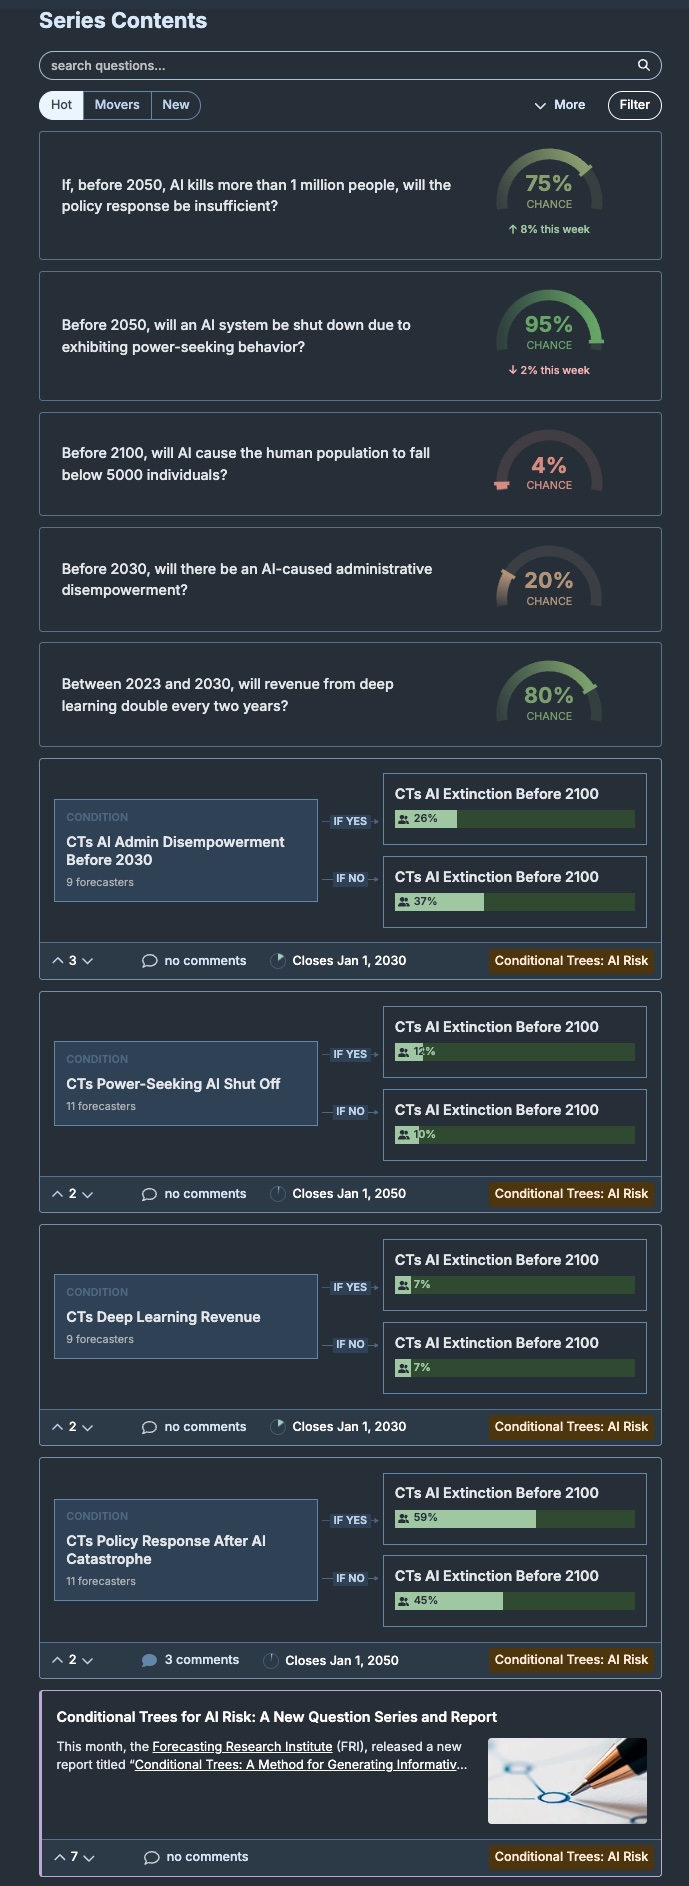 Series Contents
search questions...
Hot Movers New More Filter
If, before 2050, AI kills more than 1 million people, will the
policy response be insufficient?
75%
CHANCE
↑ 8% this week
Before 2050, will an AI system be shut down due to
exhibiting power-seeking behavior?
95%
CHANCE
↓ 2% this week
Before 2100, will AI cause the human population to fall
below 5000 individuals?
4%
CHANCE
Before 2030, will there be an AI-caused administrative
disempowerment?
20%
CHANCE
Between 2023 and 2030, will revenue from deep
learning double every two years?
80%
CHANCE
CONDITION
CTs AI Admin Disempowerment
Before 2030
9 forecasters
IF YES
CTs AI Extinction Before 2100
26%
IF NO
CTs AI Extinction Before 2100
37%
3 no comments Closes Jan 1, 2030 Conditional Trees: AI Risk
CONDITION
CTs Power-Seeking AI Shut Off
11 forecasters
IF YES
CTs AI Extinction Before 2100
12%
IF NO
CTs AI Extinction Before 2100
10%
2 no comments Closes Jan 1, 2050 Conditional Trees: AI Risk
CONDITION
CTs Deep Learning Revenue
9 forecasters
IF YES
CTs AI Extinction Before 2100
7%
IF NO
CTs AI Extinction Before 2100
7%
2 no comments Closes Jan 1, 2030 Conditional Trees: AI Risk
CONDITION
CTs Policy Response After AI
Catastrophe
11 forecasters
IF YES
CTs AI Extinction Before 2100
59%
IF NO
CTs AI Extinction Before 2100
45%
2 3 comments Closes Jan 1, 2050 Conditional Trees: AI Risk
Conditional Trees for AI Risk: A New Question Series and Report
This month, the Forecasting Research Institute (FRI), released a new
report titled “Conditional Trees: A Method for Generating Informativ...
7 no comments Conditional Trees: AI Risk